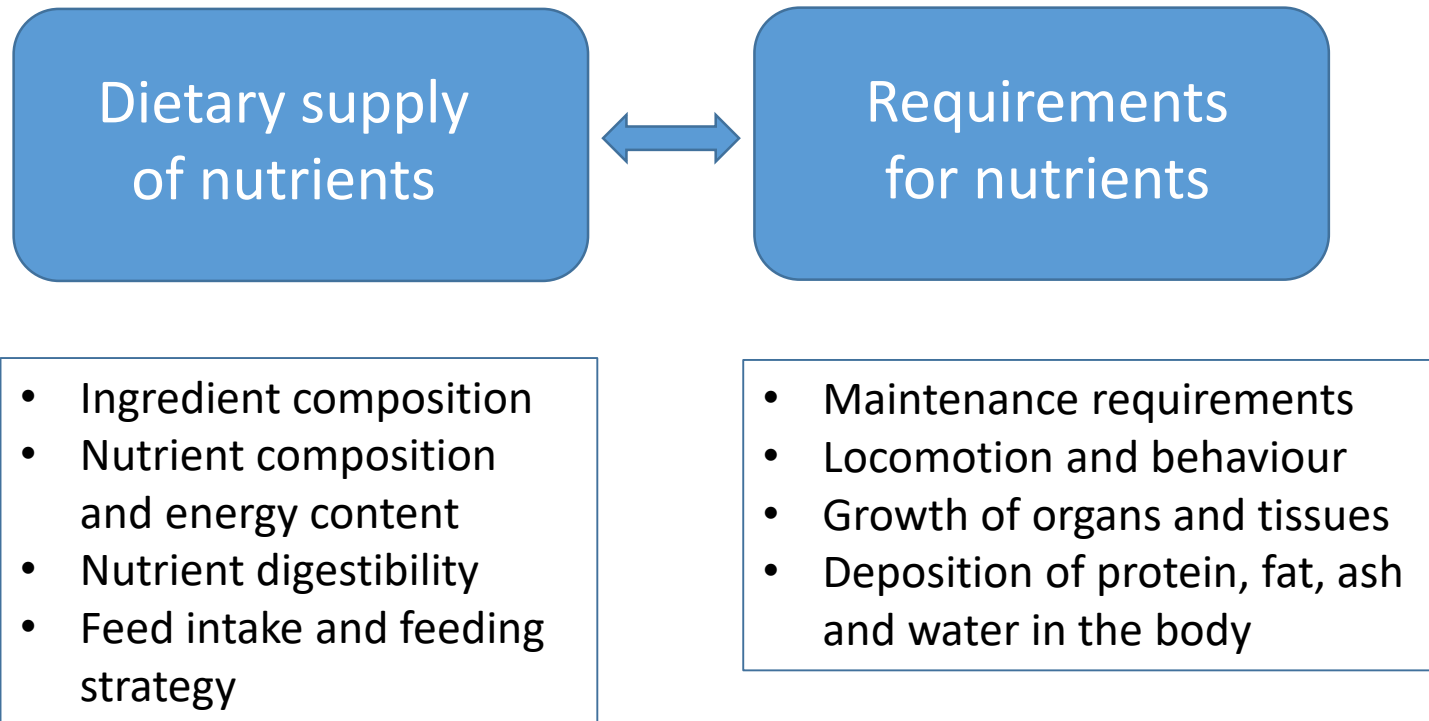 Dietary supply
of nutrients
Requirements
for nutrients
• Ingredient composition
• Nutrient composition
and energy content
• Nutrient digestibility
• Feed intake and feeding
strategy
• Maintenance requirements
• Locomotion and behaviour
• Growth of organs and tissues
• Deposition of protein, fat, ash
and water in the body